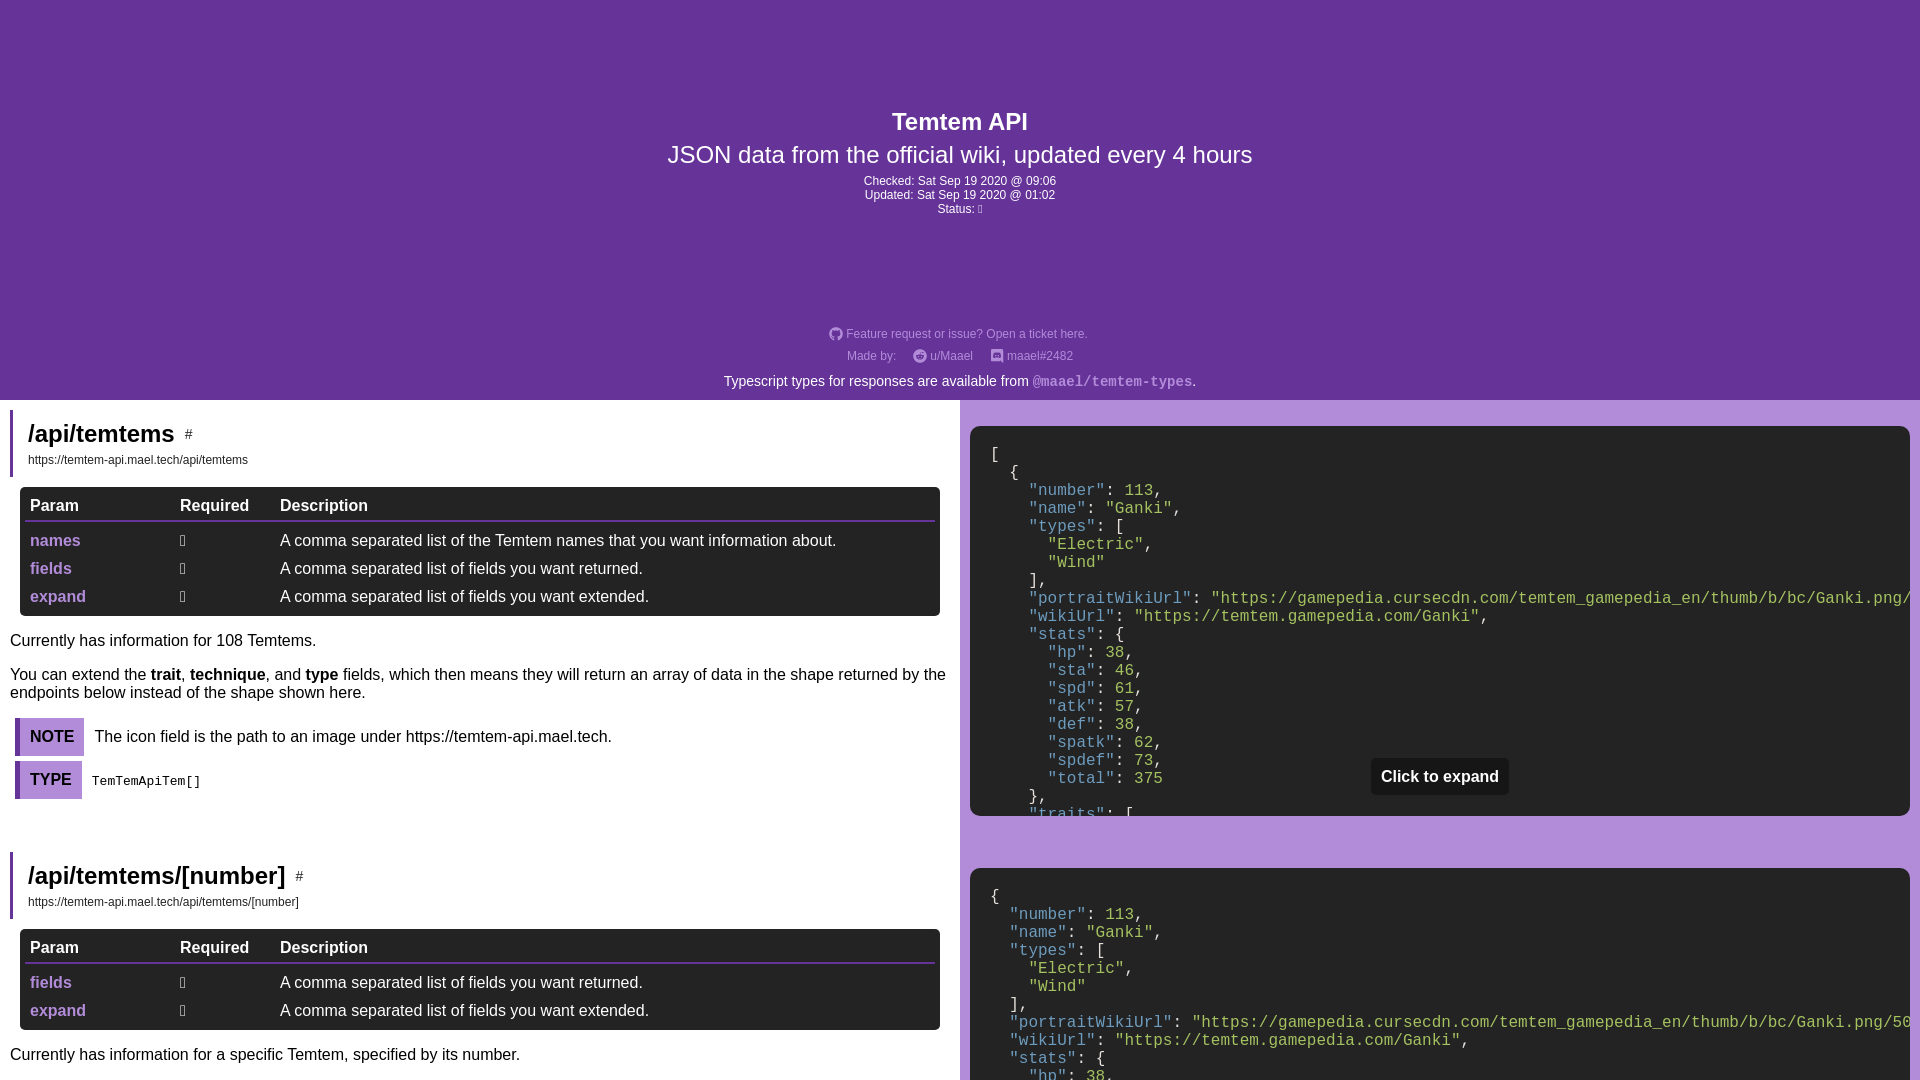 Temtem API
JSON data from the official wiki, updated every 4 hours
Checked: Sat Sep 19 2020 @ 09:06
Updated: Sat Sep 19 2020 @ 01:02
Status:
Feature request or issue? Open a ticket here.
Made by: u/Maael maael#2482
Typescript types for responses are available from @maael/temtem-types.
/api/temtems #
https://temtem-api.mael.tech/api/temtems
Param Required Description
names A comma separated list of the Temtem names that you want information about.
fields A comma separated list of fields you want returned.
expand A comma separated list of fields you want extended.
Currently has information for 108 Temtems.
You can extend the trait, technique, and type fields, which then means they will return an array of data in the shape returned by the
endpoints below instead of the shape shown here.
NOTE The icon field is the path to an image under https://temtem-api.mael.tech.
TYPE TemTemApiTem[]
[
{
"number": 113,
"name": "Ganki",
"types": [
"Electric",
"Wind"
],
"portraitWikiUrl": "https://gamepedia.cursecdn.com/temtem_gamepedia_en/thumb/b/bc/Ganki.png/
"wikiUrl": "https://temtem.gamepedia.com/Ganki",
"stats": {
"hp": 38,
"sta": 46,
"spd": 61,
"atk": 57,
"def": 38,
"spatk": 62,
"spdef": 73,
"total": 375
},
"traits": [
Click to expand
/api/temtems/[number] #
https://temtem-api.mael.tech/api/temtems/[number]
Param Required Description
fields A comma separated list of fields you want returned.
expand A comma separated list of fields you want extended.
Currently has information for a specific Temtem, specified by its number.
{
"number": 113,
"name": "Ganki",
"types": [
"Electric",
"Wind"
],
"portraitWikiUrl": "https://gamepedia.cursecdn.com/temtem_gamepedia_en/thumb/b/bc/Ganki.png/50
"wikiUrl": "https://temtem.gamepedia.com/Ganki",
"stats": {
"hp": 38,